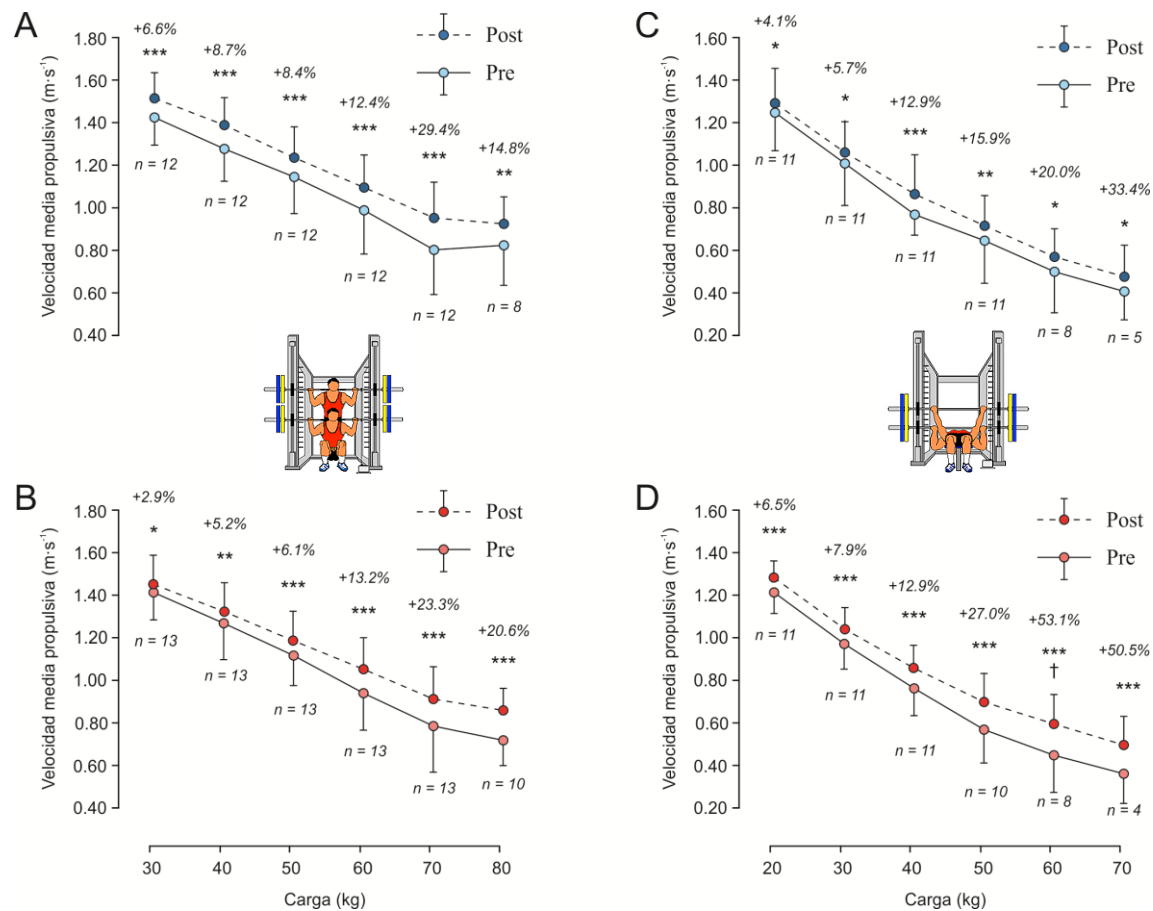 A
Velocidad media propulsiva (m·s⁻¹)
1.80
1.60
1.40
1.20
1.00
0.80
0.60
0.40
Post
Pre
+6.6%
***
+8.7%
***
+8.4%
***
+12.4%
***
+29.4%
***
+14.8%
**
n = 12
n = 12
n = 12
n = 12
n = 12
n = 8
C
Velocidad media propulsiva (m·s⁻¹)
1.60
1.40
1.20
1.00
0.80
0.60
0.40
0.20
Post
Pre
+4.1%
*
+5.7%
*
+12.9%
***
+15.9%
**
+20.0%
*
+33.4%
*
n = 11
n = 11
n = 11
n = 11
n = 8
n = 5
B
Velocidad media propulsiva (m·s⁻¹)
1.80
1.60
1.40
1.20
1.00
0.80
0.60
0.40
Post
Pre
+2.9%
*
+5.2%
**
+6.1%
***
+13.2%
***
+23.3%
***
+20.6%
***
n = 13
n = 13
n = 13
n = 13
n = 13
n = 10
30 40 50 60 70 80
Carga (kg)
D
Velocidad media propulsiva (m·s⁻¹)
1.60
1.40
1.20
1.00
0.80
0.60
0.40
0.20
Post
Pre
+6.5%
***
+7.9%
***
+12.9%
***
+27.0%
***
+53.1%
***
†
+50.5%
***
n = 11
n = 11
n = 11
n = 10
n = 8
n = 4
20 30 40 50 60 70
Carga (kg)